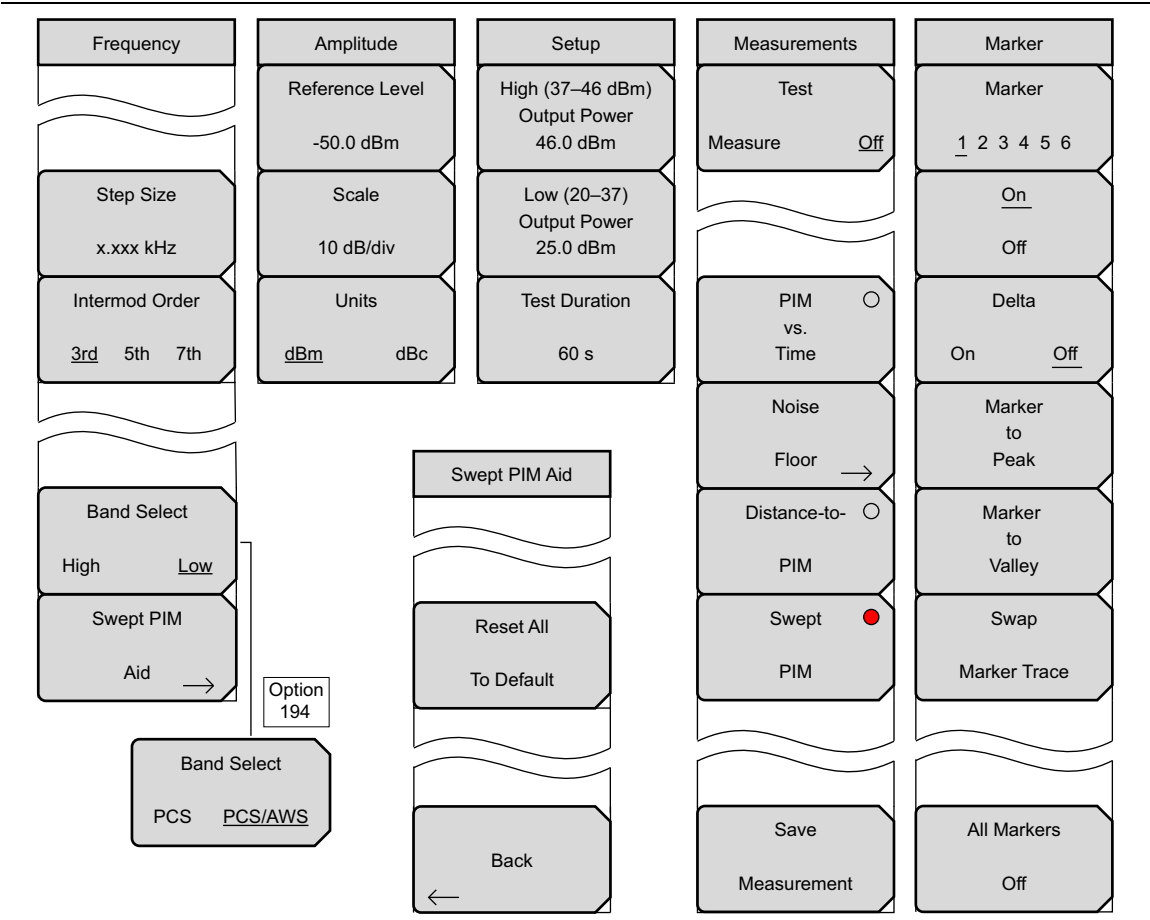 Frequency
Step Size
x.xxx kHz
Intermod Order
3rd 5th 7th
Band Select
High Low
Swept PIM
Aid
Option
194
Band Select
PCS PCS/AWS
Amplitude
Reference Level
-50.0 dBm
Scale
10 dB/div
Units
dBm dBc
Setup
High (37–46 dBm)
Output Power
46.0 dBm
Low (20–37)
Output Power
25.0 dBm
Test Duration
60 s
Swept PIM Aid
Reset All
To Default
Back
Measurements
Test
Measure Off
PIM
vs.
Time
Noise
Floor
Distance-to-
PIM
Swept
PIM
Save
Measurement
Marker
Marker
1 2 3 4 5 6
On
Off
Delta
On Off
Marker
to
Peak
Marker
to
Valley
Swap
Marker Trace
All Markers
Off